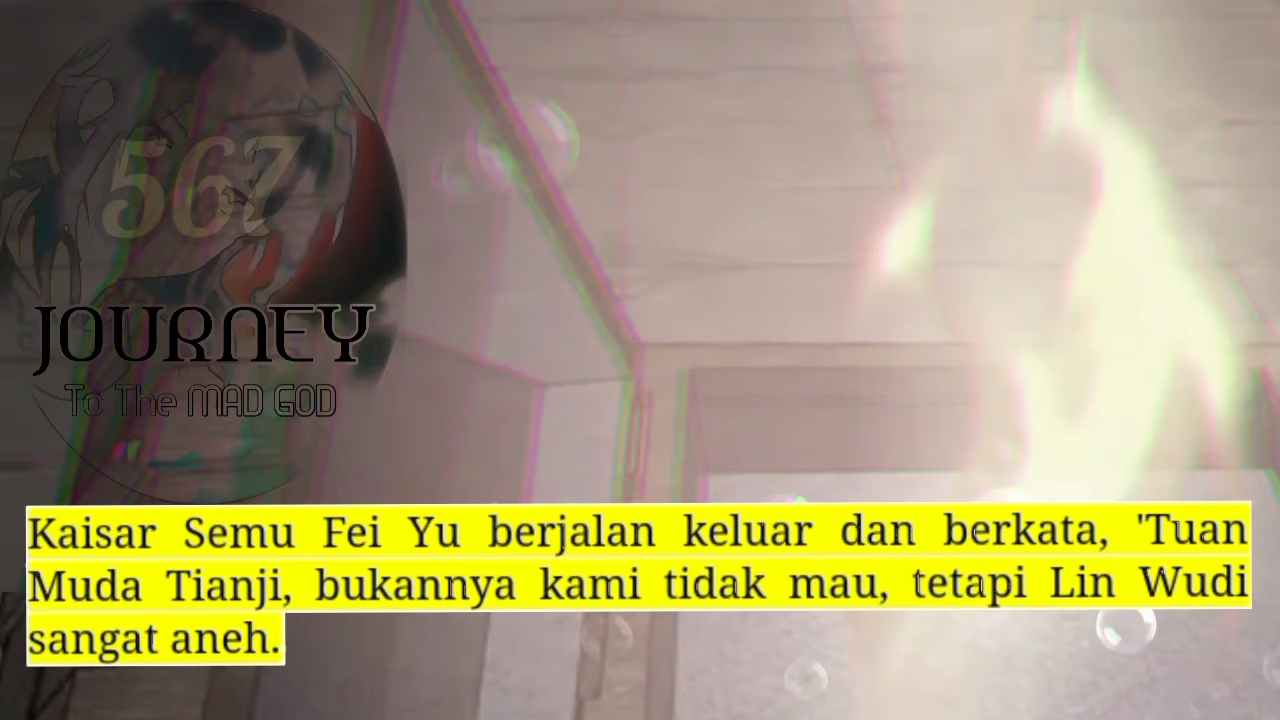 567
JOURNEY
To The MAD GOD
Kaisar Semu Fei Yu berjalan keluar dan berkata, 'Tuan
Muda Tianji, bukannya kami tidak mau, tetapi Lin Wudi
sangat aneh.